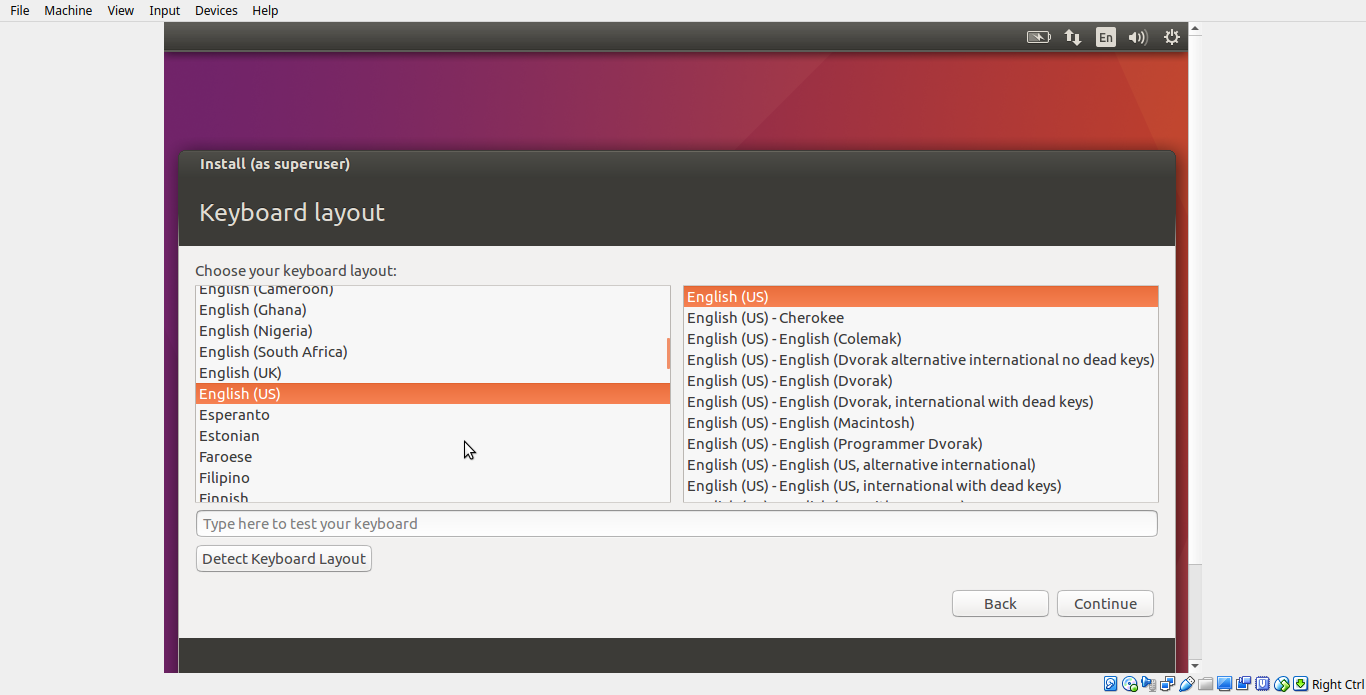 File Machine View Input Devices Help
En
Install (as superuser)
Keyboard layout
Choose your keyboard layout:
English (Cameroon)
English (Ghana)
English (Nigeria)
English (South Africa)
English (UK)
English (US)
Esperanto
Estonian
Faroese
Filipino
Finnish
English (US)
English (US) - Cherokee
English (US) - English (Colemak)
English (US) - English (Dvorak alternative international no dead keys)
English (US) - English (Dvorak)
English (US) - English (Dvorak, international with dead keys)
English (US) - English (Macintosh)
English (US) - English (Programmer Dvorak)
English (US) - English (US, alternative international)
English (US) - English (US, international with dead keys)
Type here to test your keyboard
Detect Keyboard Layout
Back Continue
Right Ctrl